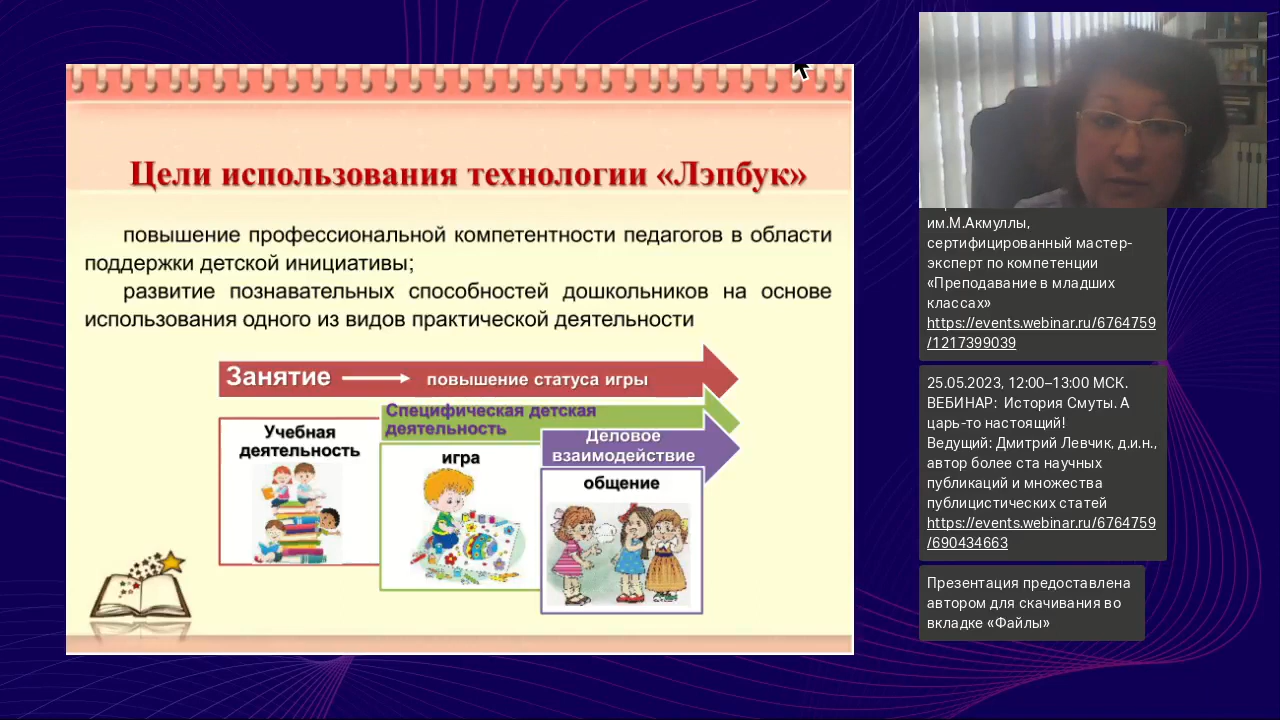 Цели использования технологии «Лэпбук»
повышение профессиональной компетентности педагогов в области
поддержки детской инициативы;
развитие познавательных способностей дошкольников на основе
использования одного из видов практической деятельности
Занятие
повышение статуса игры
Специфическая детская
деятельность
Деловое
взаимодействие
Учебная
деятельность
игра
общение
им.М.Акмуллы,
сертифицированный мастер-
эксперт по компетенции
«Преподавание в младших
классах»
https://events.webinar.ru/6764759
/1217399039
25.05.2023, 12:00–13:00 МСК.
ВЕБИНАР: История Смуты. А
царь-то настоящий!
Ведущий: Дмитрий Левчик, д.и.н.,
автор более ста научных
публикаций и множества
публицистических статей
https://events.webinar.ru/6764759
/690434663
Презентация предоставлена
автором для скачивания во
вкладке «Файлы»